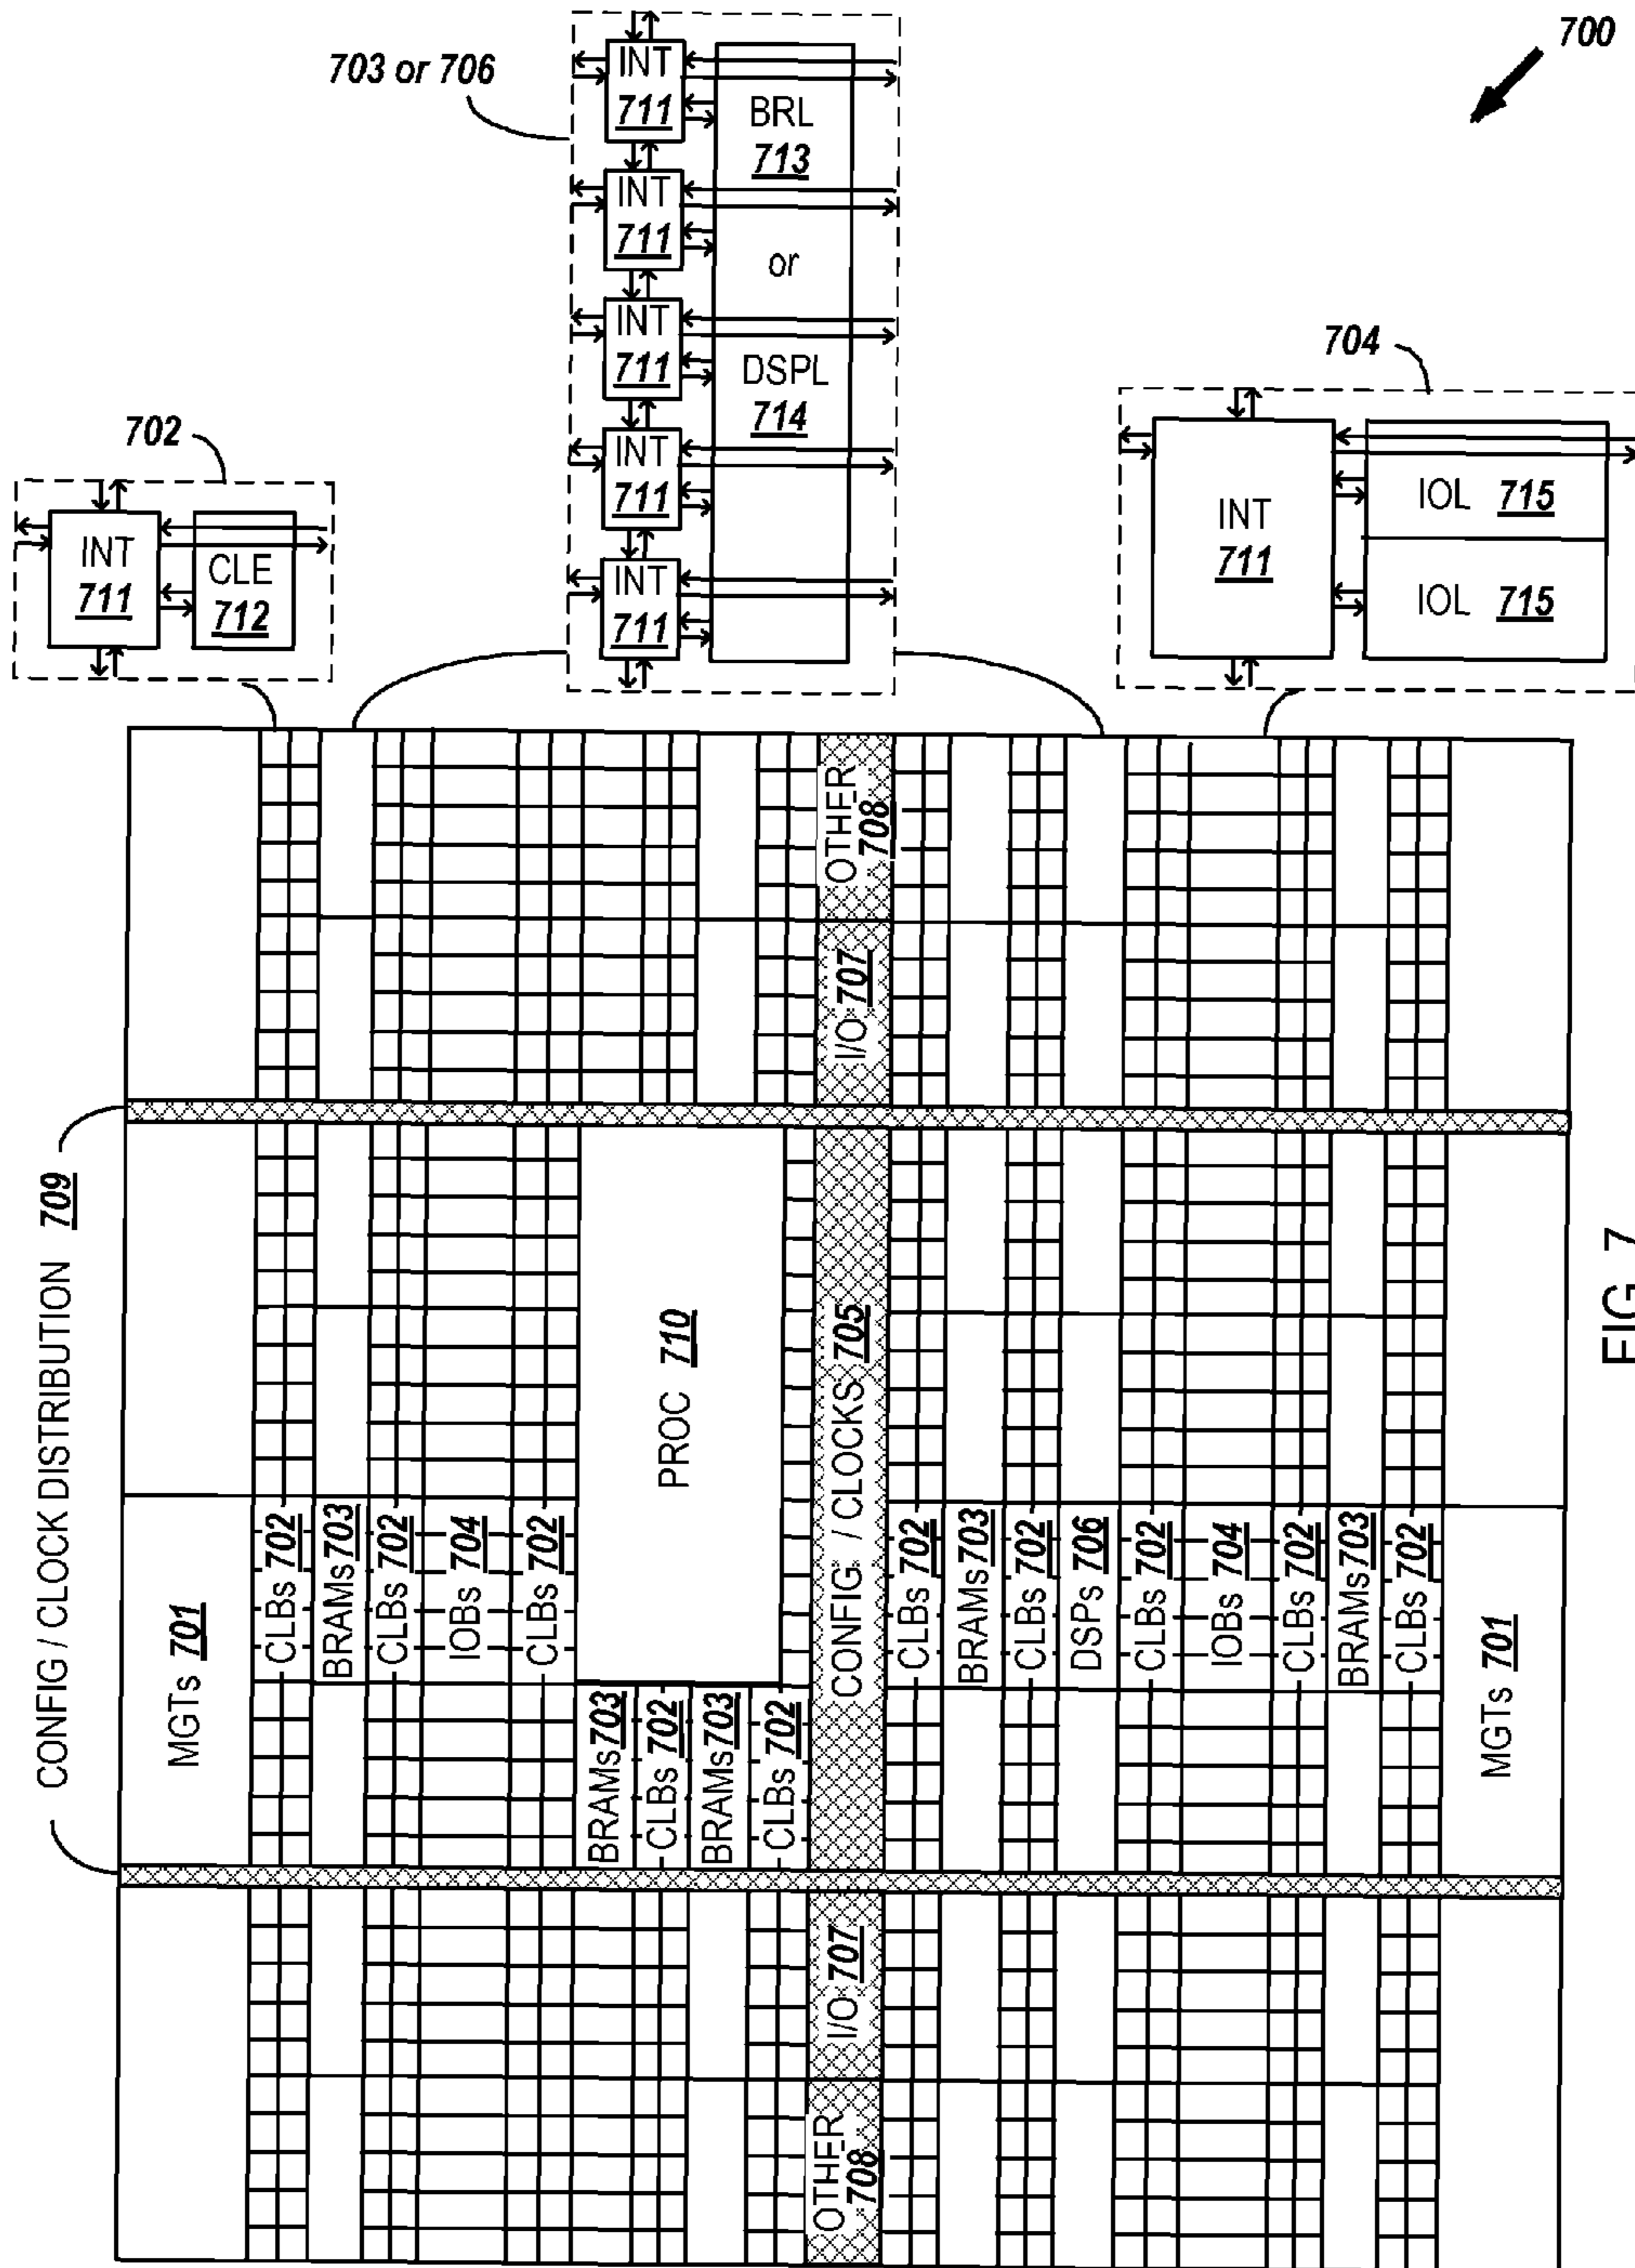 700
703 or 706
INT
711
INT
711
INT
711
INT
711
INT
711
BRL
713
or
DSPL
714
702
INT
711
CLE
712
704
INT
711
IOL 715
IOL 715
CONFIG / CLOCK DISTRIBUTION 709
MGTs 701
CLBs 702
BRAMs 703
CLBs 702
IOBs 704
CLBs 702
BRAMs 703
CLBs 702
BRAMs 703
CLBs 702
PROC 710
OTHER
708
I/O 707
CONFIG / CLOCKS 705
I/O 707
OTHER
708
CLBs 702
BRAMs 703
CLBs 702
DSPs 706
CLBs 702
IOBs 704
CLBs 702
BRAMs 703
CLBs 702
MGTs 701
FIG. 7